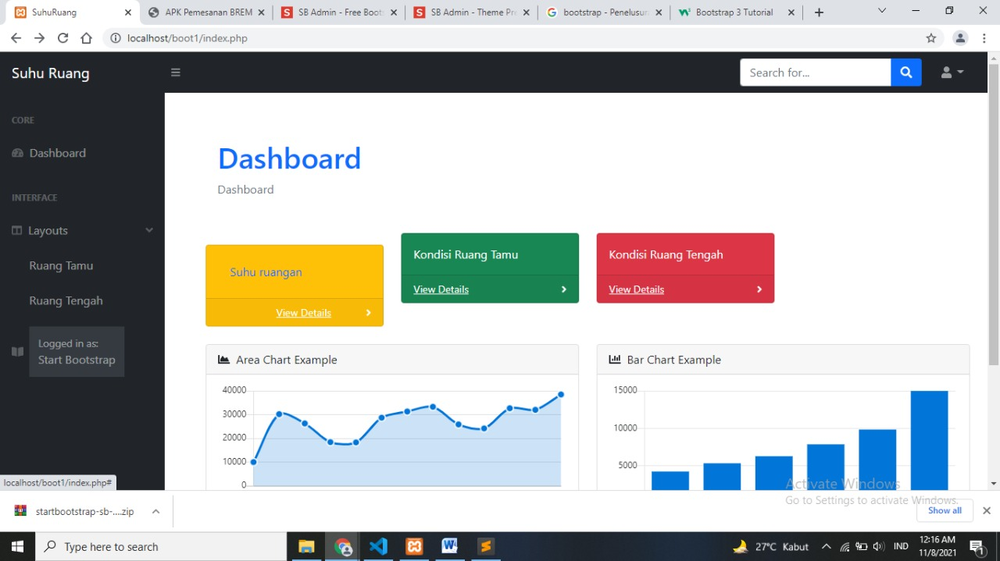 SuhuRuang
APK Pemesanan BREM
SB Admin - Free Boots
SB Admin - Theme Pre
bootstrap - Penelusura
Bootstrap 3 Tutorial
localhost/boot1/index.php
Suhu Ruang
Search for...
CORE
Dashboard
INTERFACE
Layouts
Ruang Tamu
Ruang Tengah
Logged in as:
Start Bootstrap
Dashboard
Dashboard
Suhu ruangan
View Details
Kondisi Ruang Tamu
View Details
Kondisi Ruang Tengah
View Details
Area Chart Example
40000
30000
20000
10000
0
Bar Chart Example
15000
10000
5000
localhost/boot1/index.php#
Activate Windows
Go to Settings to activate Windows.
startbootstrap-sb-....zip
Show all
Type here to search
27°C Kabut
IND
12:16 AM
11/8/2021
1